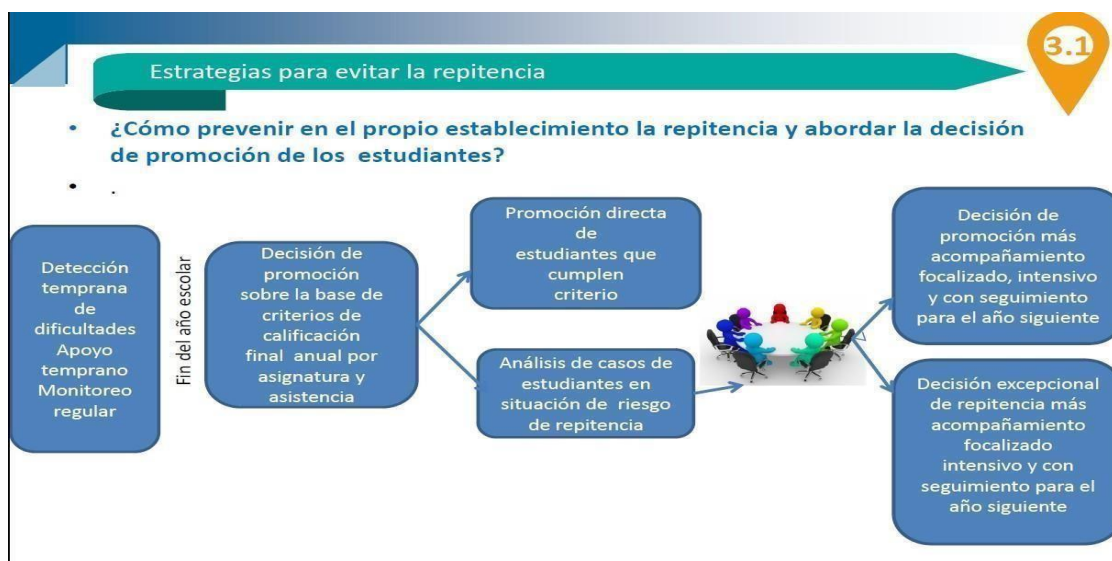 3.1
Estrategias para evitar la repitencia
• ¿Cómo prevenir en el propio establecimiento la repitencia y abordar la decisión
de promoción de los estudiantes?
• .
Detección
temprana
de
dificultades
Apoyo
temprano
Monitoreo
regular
Fin del año escolar
Decisión de
promoción
sobre la base de
criterios de
calificación
final anual por
asignatura y
asistencia
Promoción directa
de
estudiantes que
cumplen
criterio
Análisis de casos de
estudiantes en
situación de riesgo
de repitencia
Decisión de
promoción más
acompañamiento
focalizado, intensivo
y con seguimiento
para el año siguiente
Decisión excepcional
de repitencia más
acompañamiento
focalizado
intensivo y con
seguimiento para el
año siguiente